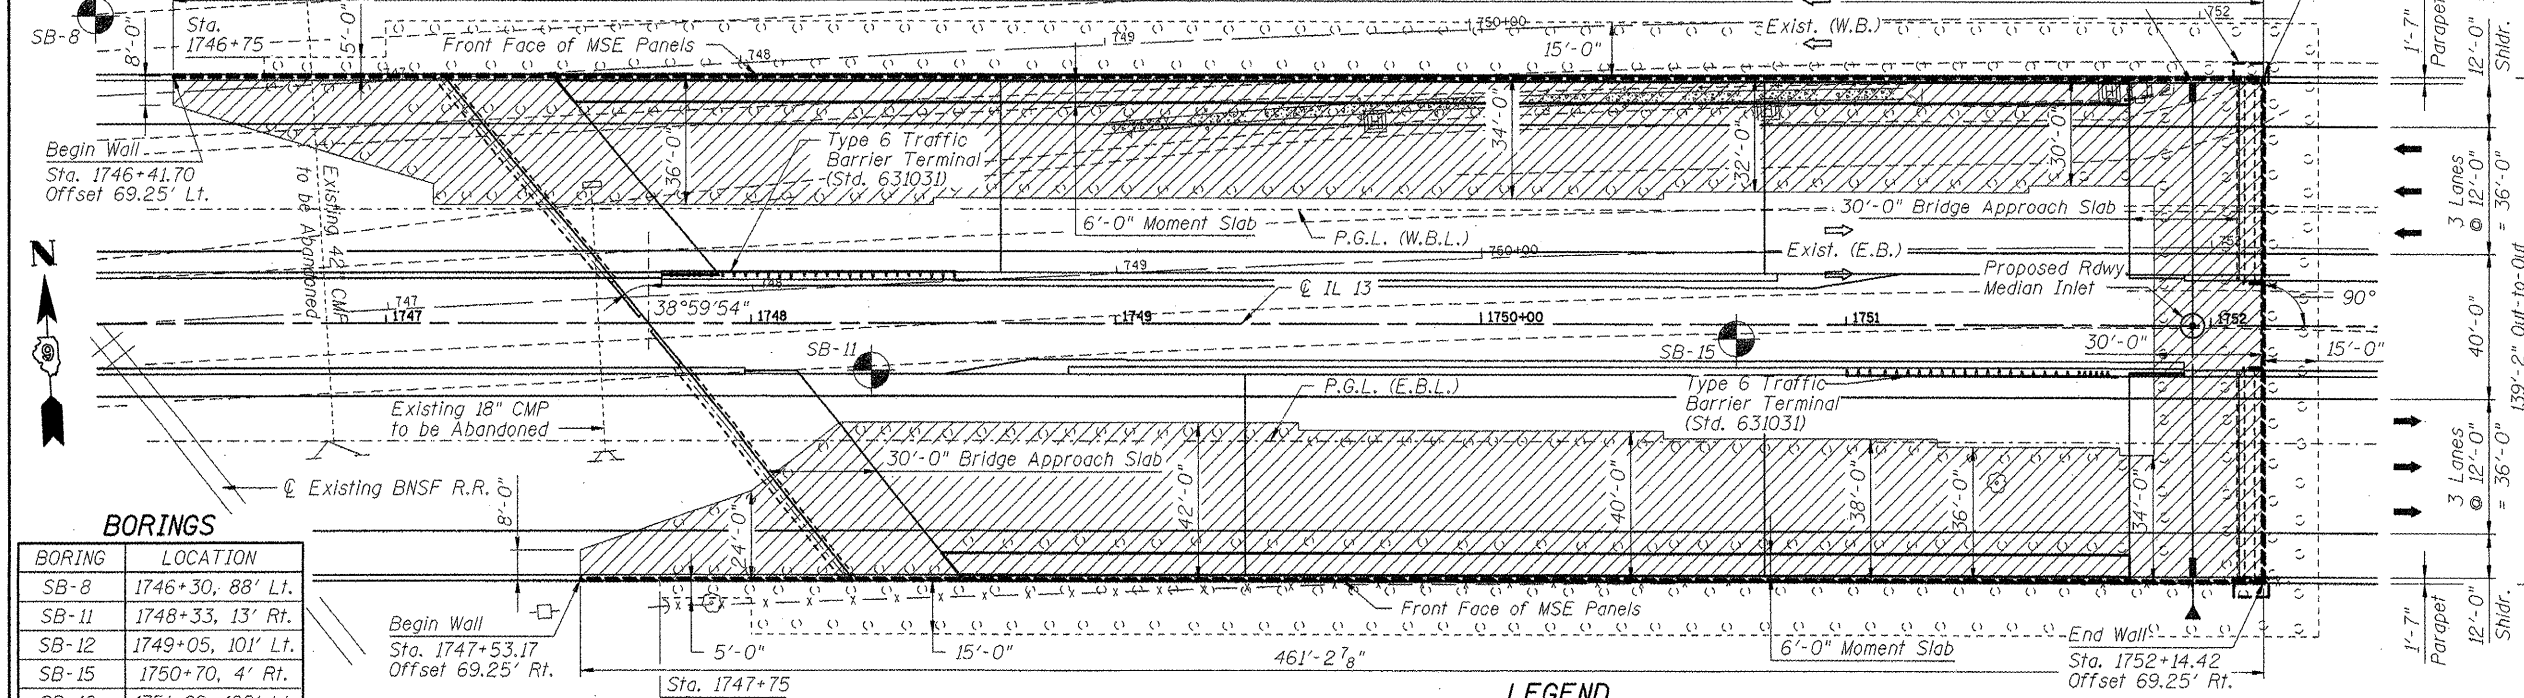 SB-8
8'-0"
Sta.
1746+75
5'-0"
Front Face of MSE Panels
748
749
750+00
Exist. (W.B.)
15'-0"
752
1'-7"
Parapet
12'-0"
Shldr.
Begin Wall
Sta. 1746+41.70
Offset 69.25' Lt.
Existing 42" CMP
to be Abandoned
36'-0"
Type 6 Traffic
Barrier Terminal
(Std. 631031)
34'-0"
32'-0"
30'-0"
6'-0" Moment Slab
P.G.L. (W.B.L.)
30'-0" Bridge Approach Slab
3 Lanes
@ 12'-0"
= 36'-0"
N
749
750+00
Exist. (E.B.)
Proposed Rdwy.
Median Inlet
747
1747
38°59'54"
748
1748
1749
℄ IL 13
1750+00
1751
1752
90°
40'-0"
139'-2" Out-to-Out
SB-11
SB-15
30'-0"
15'-0"
P.G.L. (E.B.L.)
Type 6 Traffic
Barrier Terminal
(Std. 631031)
Existing 18" CMP
to be Abandoned
30'-0" Bridge Approach Slab
℄ Existing BNSF R.R.
8'-0"
24'-0"
42'-0"
40'-0"
38'-0"
36'-0"
34'-0"
3 Lanes
@ 12'-0"
= 36'-0"
BORINGS
BORING LOCATION
SB-8 1746+30, 88' Lt.
SB-11 1748+33, 13' Rt.
SB-12 1749+05, 101' Lt.
SB-15 1750+70, 4' Rt.
Begin Wall
Sta. 1747+53.17
Offset 69.25' Rt.
5'-0"
Sta. 1747+75
15'-0"
461'-2⅞"
Front Face of MSE Panels
6'-0" Moment Slab
End Wall
Sta. 1752+14.42
Offset 69.25' Rt.
1'-7"
Parapet
12'-0"
Shldr.
LEGEND